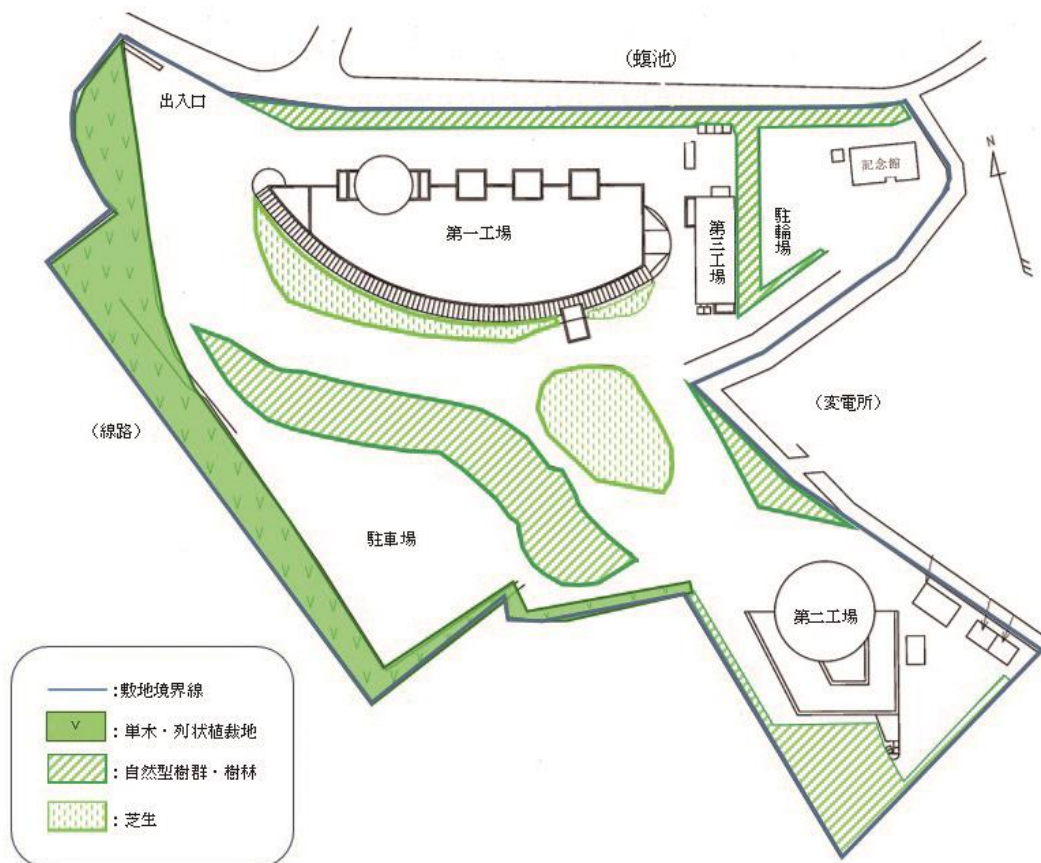 (蝮池)
出入口
N
記念館
第一工場
第三工場
駐輪場
(変電所)
(線路)
駐車場
第二工場
:敷地境界線
v :単木・列状植栽地
:自然型樹群・樹林
:芝生